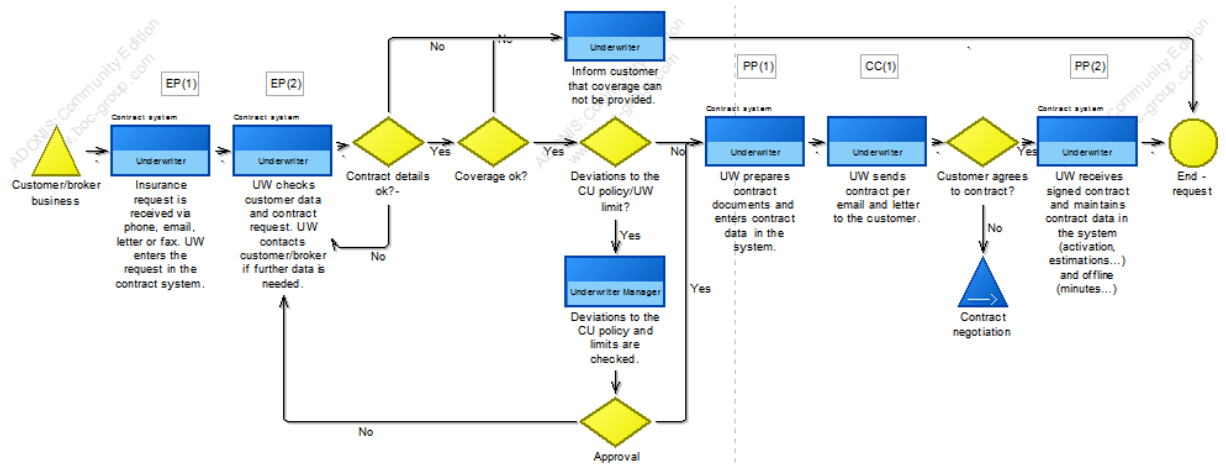 ADONIS:Community Edition
www.boc-group.com
EP(1)
EP(2)
No
No
Underwriter
Inform customer
that coverage can
not be provided.
PP(1)
CC(1)
PP(2)
Contract system
Underwriter
Contract system
Underwriter
Contract system
Underwriter
Underwriter
Contract system
Underwriter
Customer/broker
business
Insurance
request is
received via
phone, email,
letter or fax. UW
enters the
request in the
contract system.
UW checks
customer data
and contract
request. UW
contacts
customer/broker
if further data is
needed.
Contract details
ok?-
Yes
No
Coverage ok?
Yes
Deviations to the
CU policy/UW
limit?
No
Yes
UW prepares
contract
documents and
enters contract
data in the
system.
UW sends
contract per
email and letter
to the customer.
Customer agrees
to contract?
Yes
No
UW receives
signed contract
and maintains
contract data in
the system
(activation,
estimations...)
and offline
(minutes...)
End -
request
Underwriter Manager
Deviations to the
CU policy and
limits are
checked.
Yes
Contract
negotiation
No
Approval